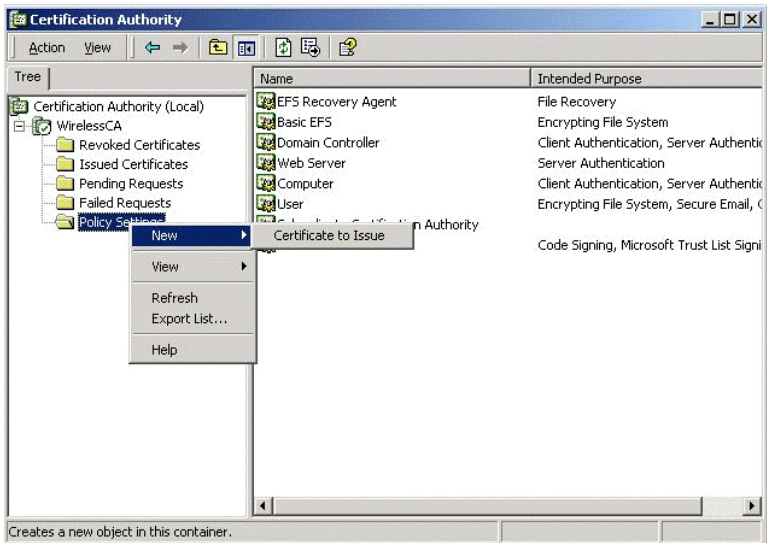 Certification Authority
Action View
Tree
Name Intended Purpose
Certification Authority (Local)
WirelessCA
Revoked Certificates
Issued Certificates
Pending Requests
Failed Requests
Policy Settings
EFS Recovery Agent File Recovery
Basic EFS Encrypting File System
Domain Controller Client Authentication, Server Authentic
Web Server Server Authentication
Computer Client Authentication, Server Authentic
User Encrypting File System, Secure Email, C
Subordinate Certification Authority
Code Signing, Microsoft Trust List Signi
New
Certificate to Issue
View
Refresh
Export List...
Help
Creates a new object in this container.